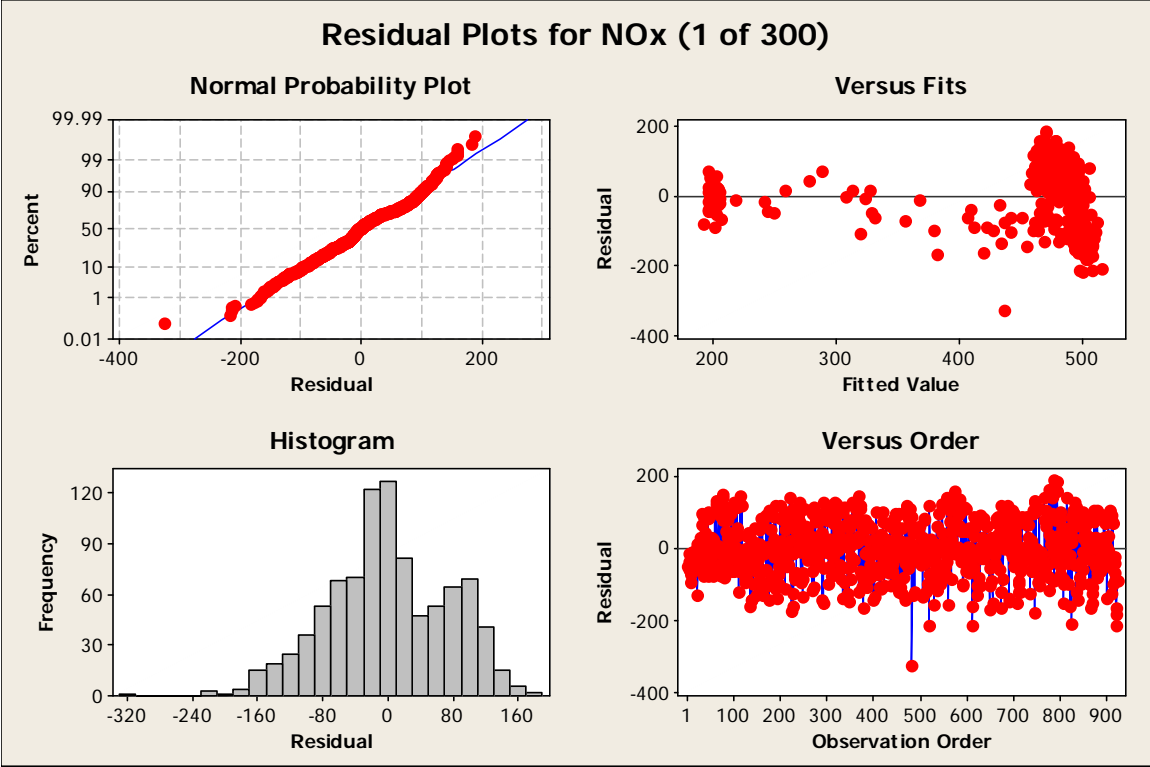 Residual Plots for NOx (1 of 300)
Normal Probability Plot
99.99
99
90
50
10
1
0.01
Percent
-400 -200 0 200
Residual
Versus Fits
200
0
-200
-400
Residual
200 300 400 500
Fitted Value
Histogram
120
90
60
30
0
Frequency
-320 -240 -160 -80 0 80 160
Residual
Versus Order
200
0
-200
-400
Residual
1 100 200 300 400 500 600 700 800 900
Observation Order